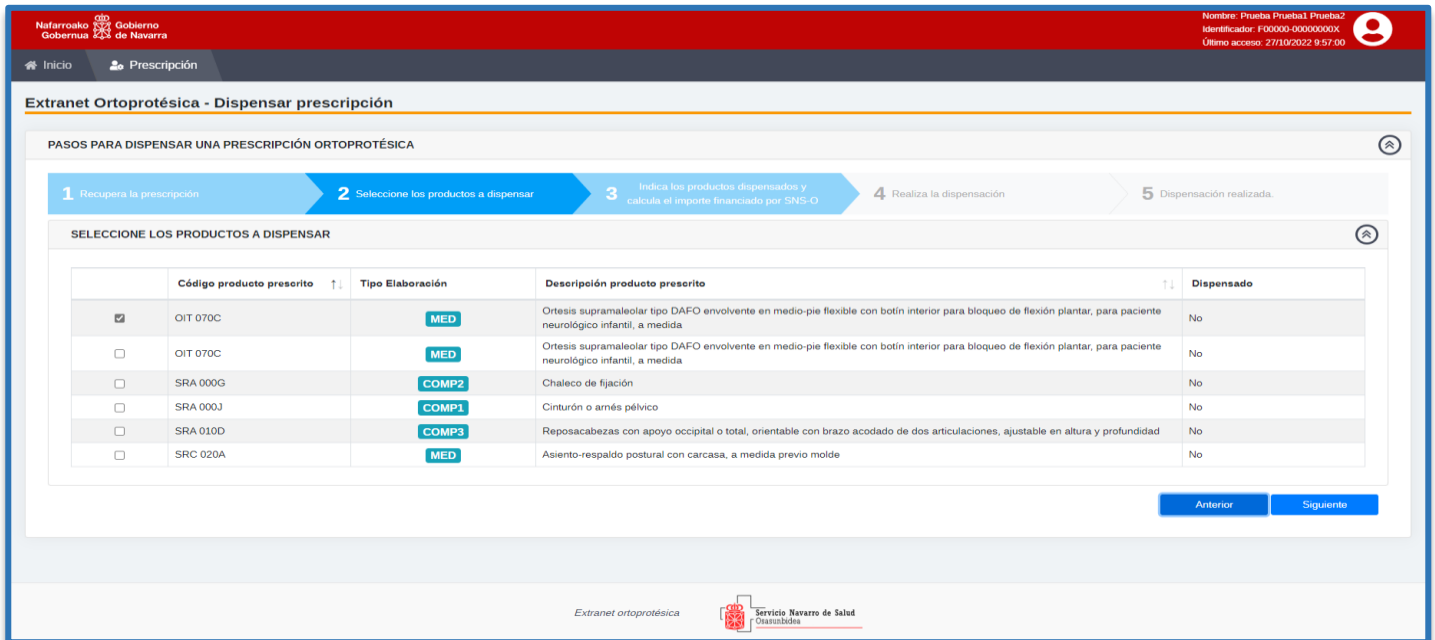 Nafarroako Gobierno
Gobernua de Navarra
Nombre: Prueba Prueba1 Prueba2
Identificador: F00000-00000000X
Último acceso: 27/10/2022 9:57:00
Inicio Prescripción
Extranet Ortoprotésica - Dispensar prescripción
PASOS PARA DISPENSAR UNA PRESCRIPCIÓN ORTOPROTÉSICA
1 Recupera la prescripción
2 Seleccione los productos a dispensar
3 Indica los productos dispensados y
calcula el importe financiado por SNS-O
4 Realiza la dispensación
5 Dispensación realizada.
SELECCIONE LOS PRODUCTOS A DISPENSAR
Código producto prescrito Tipo Elaboración Descripción producto prescrito Dispensado
OIT 070C MED Ortesis supramaleolar tipo DAFO envolvente en medio-pie flexible con botín interior para bloqueo de flexión plantar, para paciente
neurológico infantil, a medida No
OIT 070C MED Ortesis supramaleolar tipo DAFO envolvente en medio-pie flexible con botín interior para bloqueo de flexión plantar, para paciente
neurológico infantil, a medida No
SRA 000G COMP2 Chaleco de fijación No
SRA 000J COMP1 Cinturón o arnés pélvico No
SRA 010D COMP3 Reposacabezas con apoyo occipital o total, orientable con brazo acodado de dos articulaciones, ajustable en altura y profundidad No
SRC 020A MED Asiento-respaldo postural con carcasa, a medida previo molde No
Anterior Siguiente
Extranet ortoprotésica
Servicio Navarro de Salud
Osasunbidea